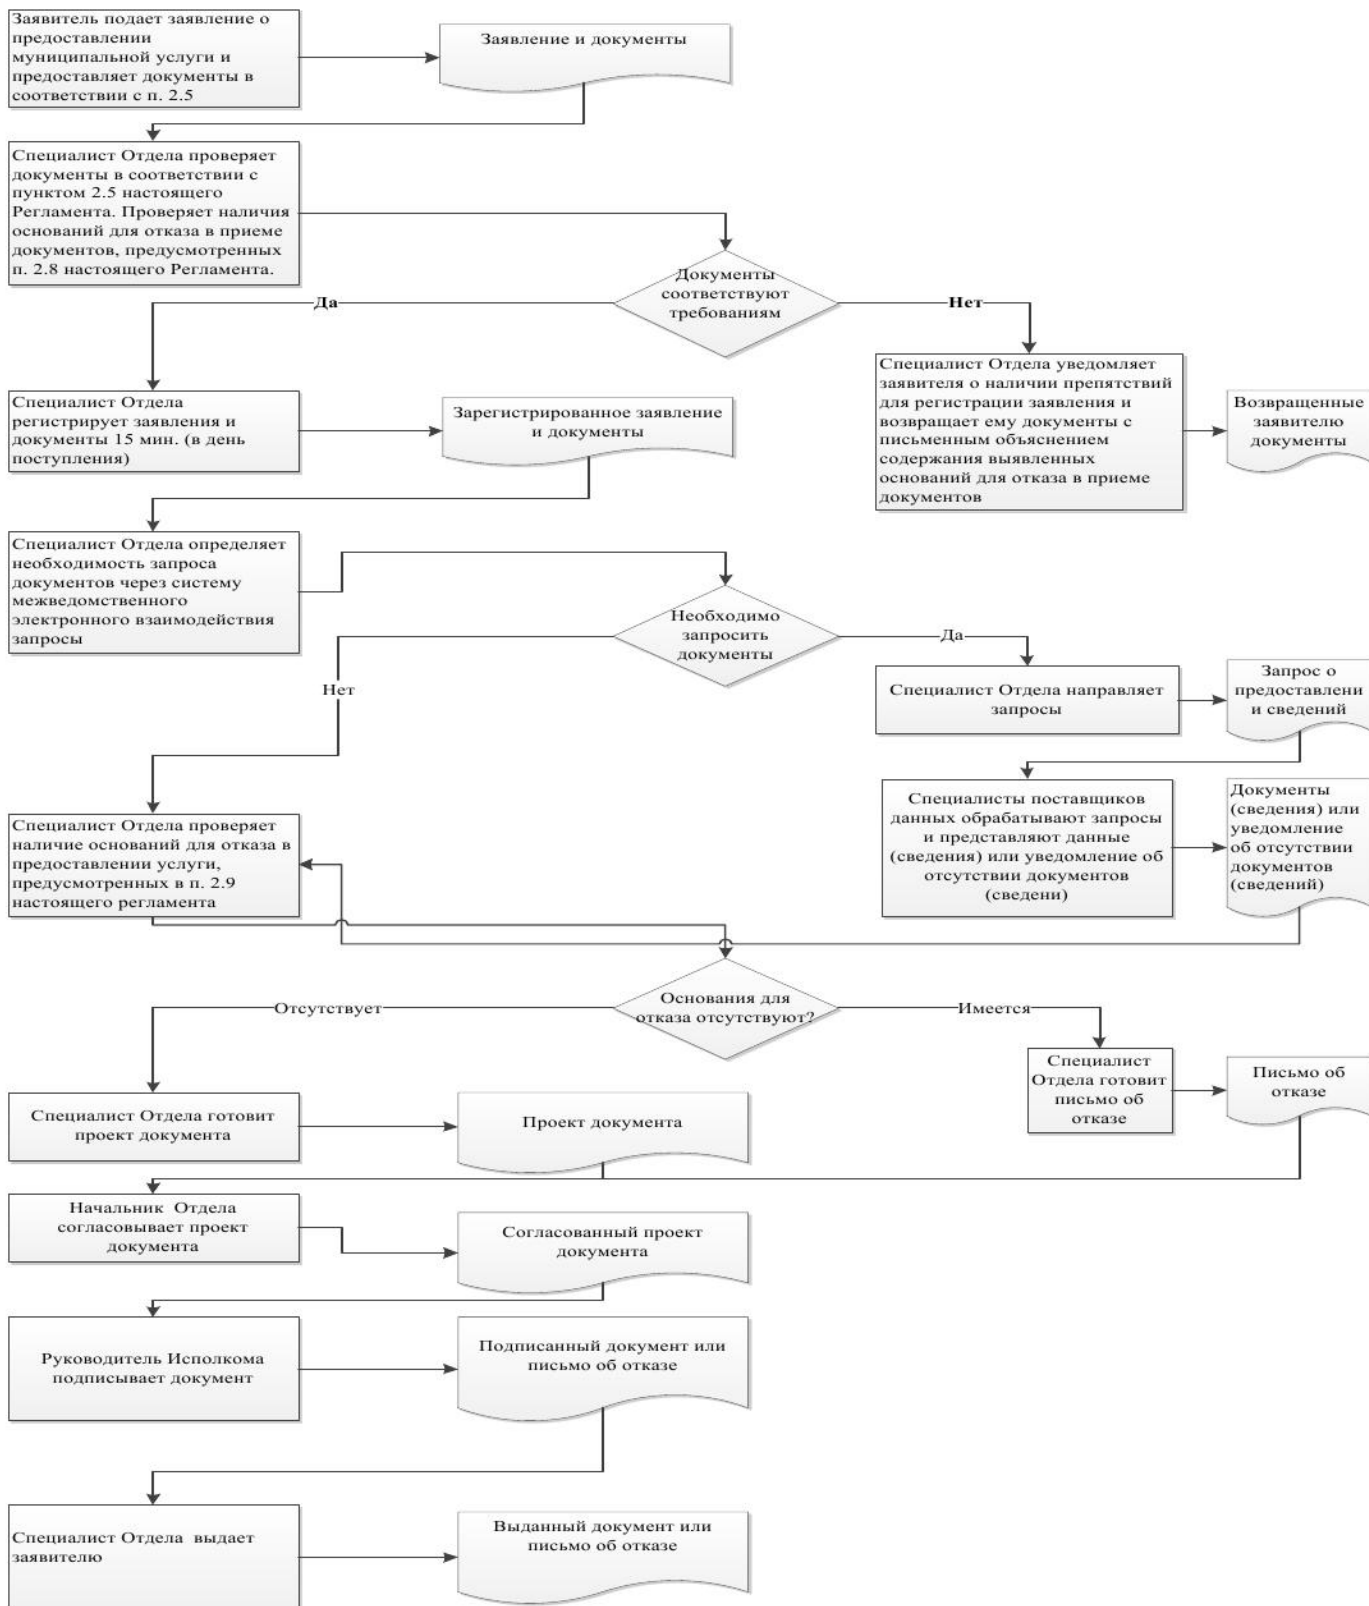 Заявитель подает заявление о
предоставлении
муниципальной услуги и
предоставляет документы в
соответствии с п. 2.5
Заявление и документы
Специалист Отдела проверяет
документы в соответствии с
пунктом 2.5 настоящего
Регламента. Проверяет наличия
оснований для отказа в приеме
документов, предусмотренных
п. 2.8 настоящего Регламента.
Документы
соответствуют
требованиям
Да
Нет
Специалист Отдела уведомляет
заявителя о наличии препятствий
для регистрации заявления и
возвращает ему документы с
письменным объяснением
содержания выявленных
оснований для отказа в приеме
документов
Возвращенные
заявителю
документы
Специалист Отдела
регистрирует заявления и
документы 15 мин. (в день
поступления)
Зарегистрированное заявление
и документы
Специалист Отдела определяет
необходимость запроса
документов через систему
межведомственного
электронного взаимодействия
запросы
Необходимо
запросить
документы
Да
Нет
Специалист Отдела направляет
запросы
Запрос о
предоставлени
и сведений
Специалисты поставщиков
данных обрабатывают запросы
и представляют данные
(сведения) или уведомление об
отсутствии документов
(сведени)
Документы
(сведения) или
уведомление
об отсутствии
документов
(сведений)
Специалист Отдела проверяет
наличие оснований для отказа в
предоставлении услуги,
предусмотренных в п. 2.9
настоящего регламента
Основания для
отказа отсутствуют?
Отсутствует
Имеется
Специалист
Отдела готовит
письмо об
отказе
Письмо об
отказе
Специалист Отдела готовит
проект документа
Проект документа
Начальник Отдела
согласовывает проект
документа
Согласованный проект
документа
Руководитель Исполкома
подписывает документ
Подписанный документ или
письмо об отказе
Специалист Отдела выдает
заявителю
Выданный документ или
письмо об отказе